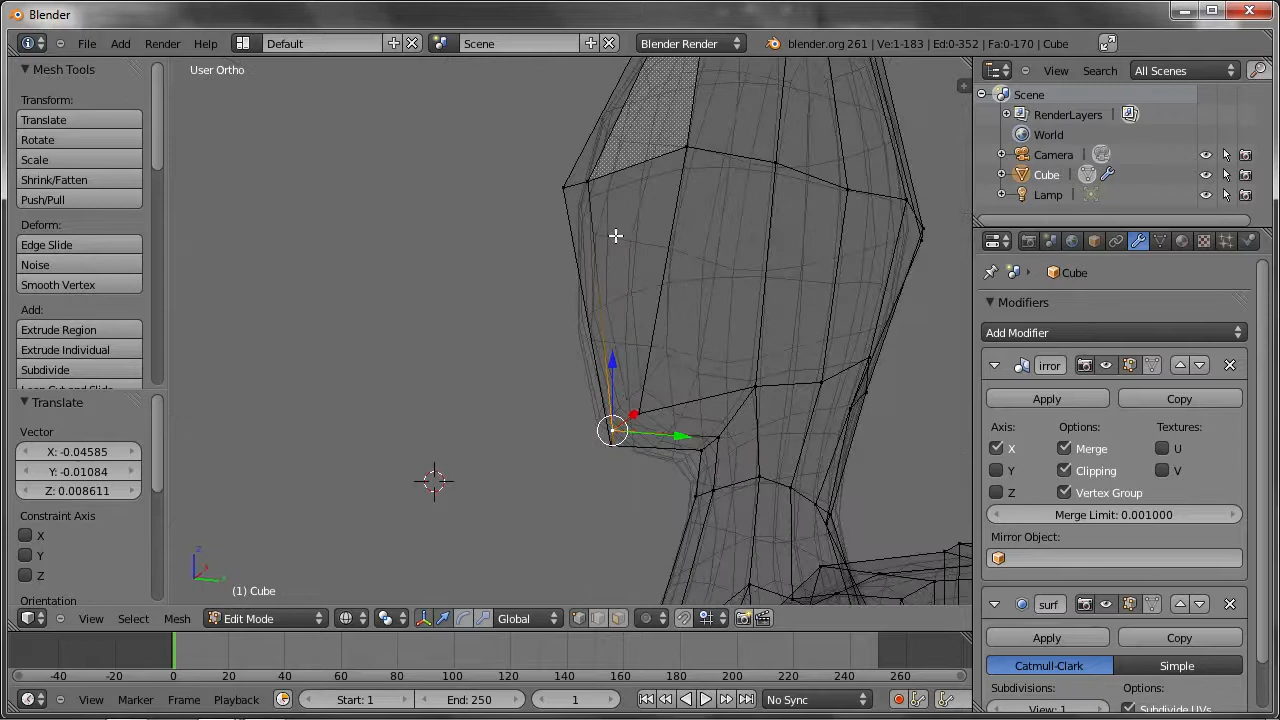 Blender
File Add Render Help Default Scene Blender Render blender.org 261 | Ve:1-183 | Ed:0-352 | Fa:0-170 | Cube
Mesh Tools
Transform:
Translate
Rotate
Scale
Shrink/Fatten
Push/Pull
Deform:
Edge Slide
Noise
Smooth Vertex
Add:
Extrude Region
Extrude Individual
Subdivide
Loop Cut and Slide
Translate
Vector
X: -0.04585
Y: -0.01084
Z: 0.008611
Constraint Axis
X
Y
Z
Orientation
User Ortho
z
(1) Cube
View Select Mesh Edit Mode Global
-40 -20 0 20 40 60 80 100 120 140 160 180 200 220 240 260
View Marker Frame Playback Start: 1 End: 250 1 No Sync
View Search All Scenes
Scene
RenderLayers
World
Camera
Cube
Lamp
Cube
Modifiers
Add Modifier
irror
Apply Copy
Axis: Options: Textures:
X Merge U
Y Clipping V
Z Vertex Group
Merge Limit: 0.001000
Mirror Object:
surf
Apply Copy
Catmull-Clark Simple
Subdivisions: Options:
View: 1 Subdivide UVs